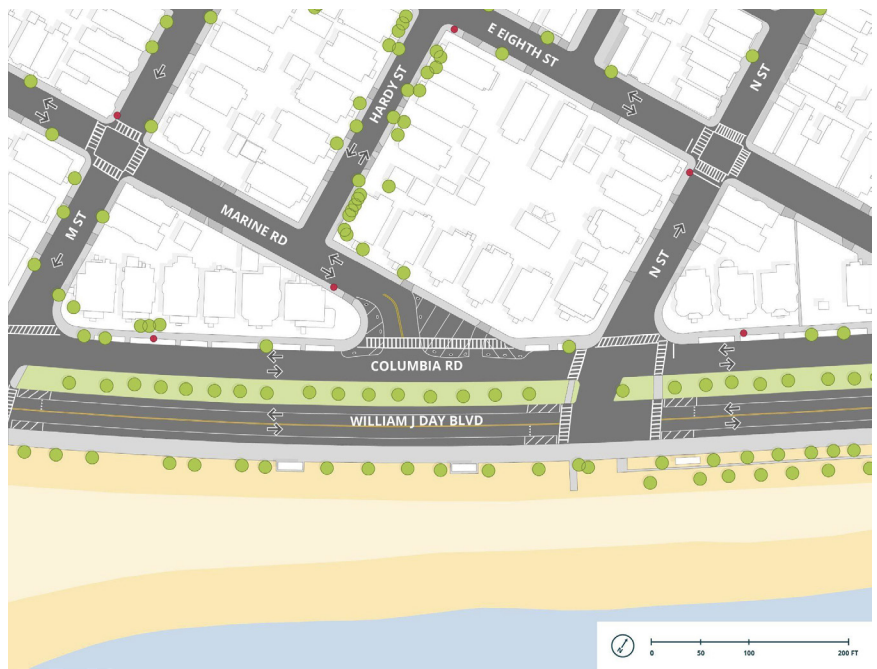 E EIGHTH ST
N ST
HARDY ST
MARINE RD
M ST
N ST
COLUMBIA RD
WILLIAM J DAY BLVD
N
0 50 100 200 FT